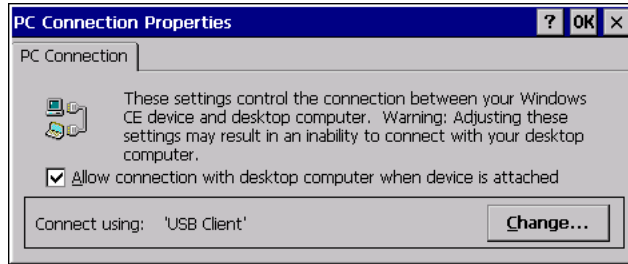 PC Connection Properties ? OK ×
PC Connection
These settings control the connection between your Windows
CE device and desktop computer. Warning: Adjusting these
settings may result in an inability to connect with your desktop
computer.
Allow connection with desktop computer when device is attached
Connect using: 'USB Client' Change...